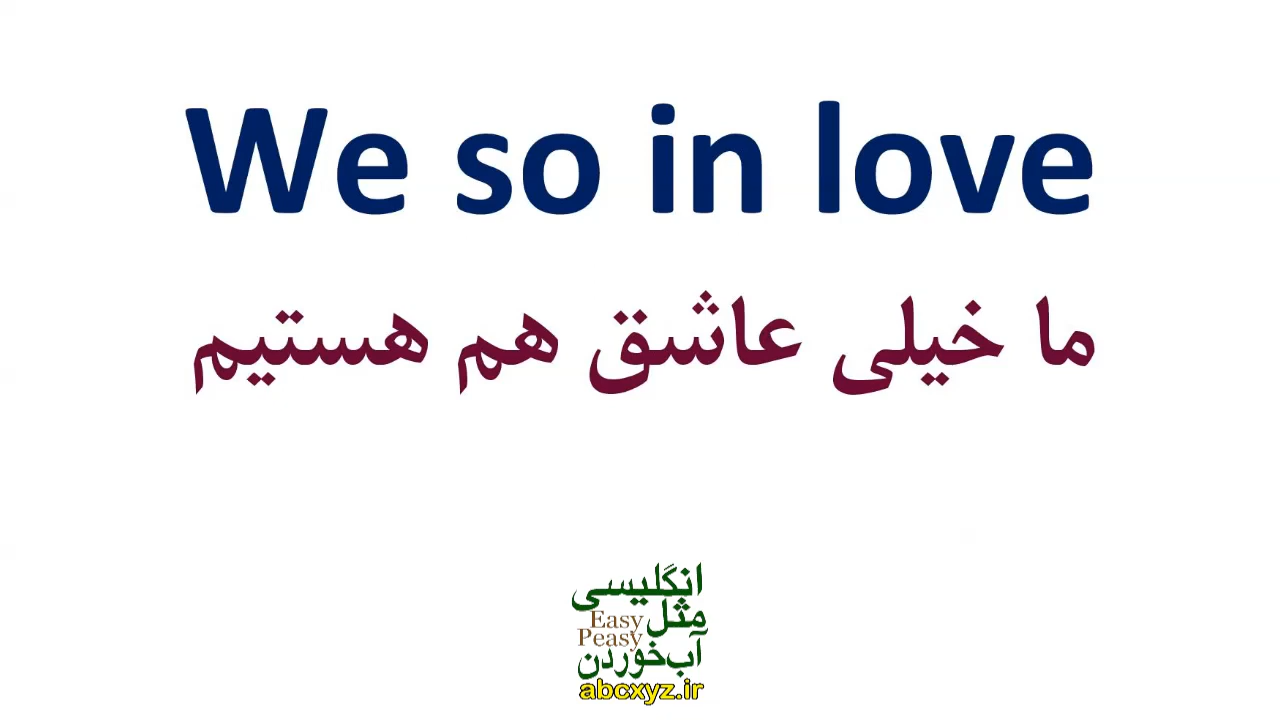 We so in love
ما خیلی عاشق هم هستیم
انگلیسی
مثل Easy
Peasy
آب‌خوردن
abcxyz.ir